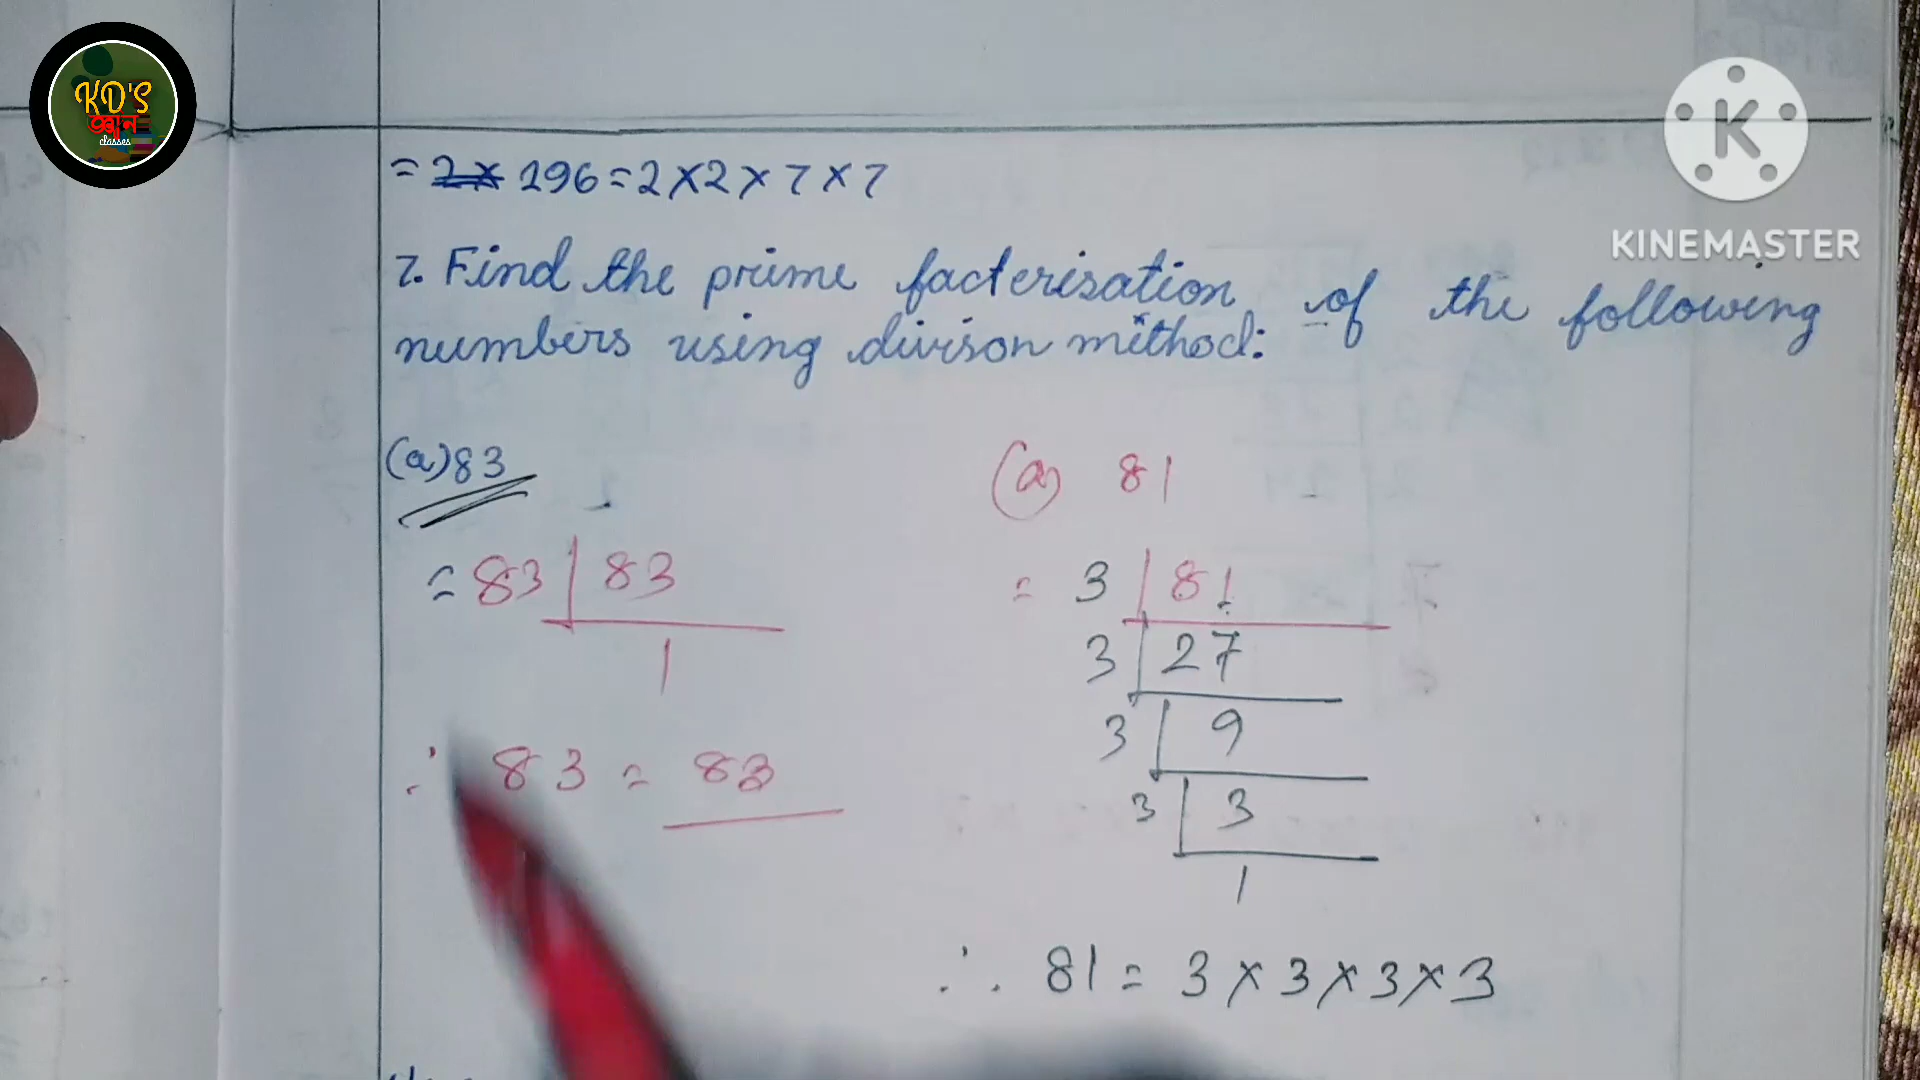 KD'S
জ্ঞান
classes
KINEMASTER
= 2× 196 = 2 × 2 × 7 × 7
7. Find the prime facterisation of the following
numbers using divison method:
(a) 83
= 83 | 83
1
∴ 83 = 83
(a) 81
= 3 | 81
3 | 27
3 | 9
3 | 3
1
∴ 81 = 3 × 3 × 3 × 3